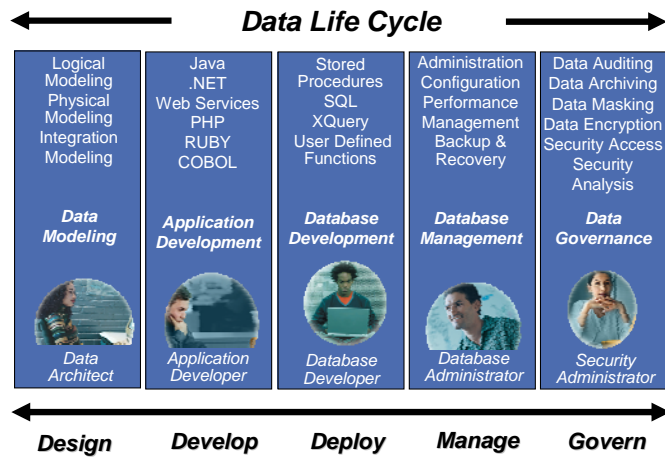 Data Life Cycle
Logical
Modeling
Physical
Modeling
Integration
Modeling
Data
Modeling
Data
Architect
Java
.NET
Web Services
PHP
RUBY
COBOL
Application
Development
Application
Developer
Stored
Procedures
SQL
XQuery
User Defined
Functions
Database
Development
Database
Developer
Administration
Configuration
Performance
Management
Backup &
Recovery
Database
Management
Database
Administrator
Data Auditing
Data Archiving
Data Masking
Data Encryption
Security Access
Security
Analysis
Data
Governance
Security
Administrator
Design
Develop
Deploy
Manage
Govern